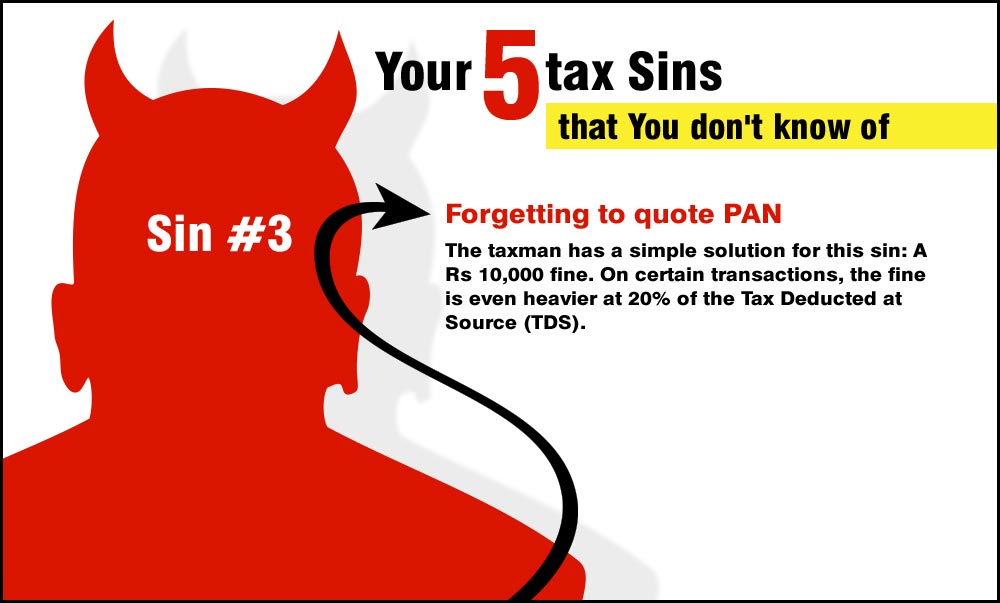 Your 5 tax Sins
that You don't know of
Sin #3
Forgetting to quote PAN
The taxman has a simple solution for this sin: A
Rs 10,000 fine. On certain transactions, the fine
is even heavier at 20% of the Tax Deducted at
Source (TDS).